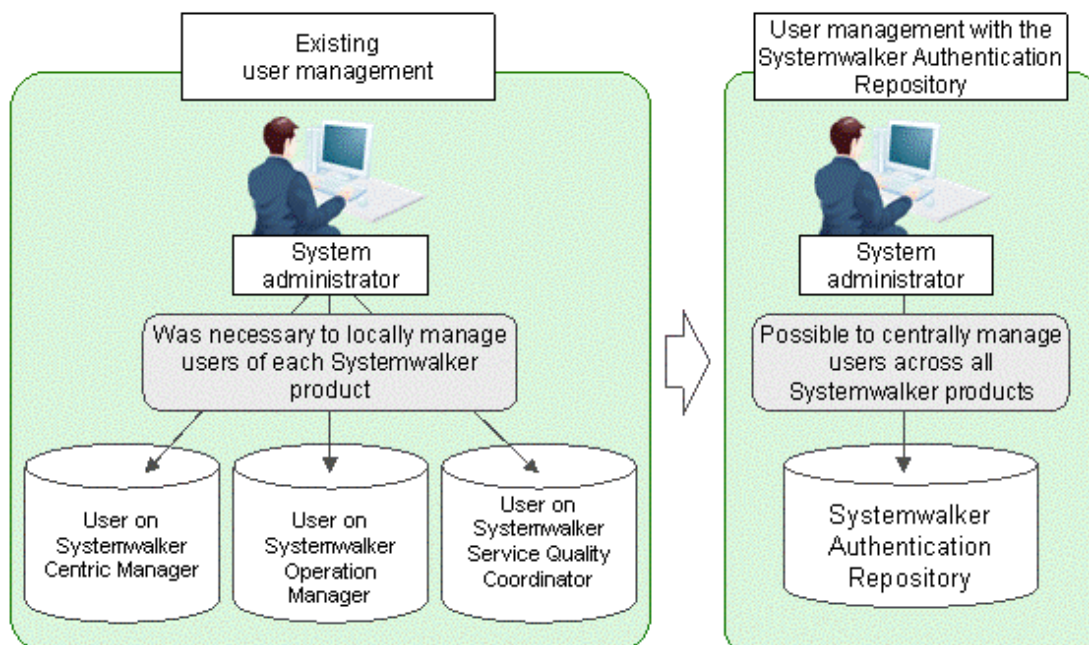 Existing
user management
System
administrator
Was necessary to locally manage
users of each Systemwalker
product
User on
Systemwalker
Centric Manager
User on
Systemwalker
Operation
Manager
User on
Systemwalker
Service Quality
Coordinator
User management with the
Systemwalker Authentication
Repository
System
administrator
Possible to centrally manage
users across all
Systemwalker products
Systemwalker
Authentication
Repository